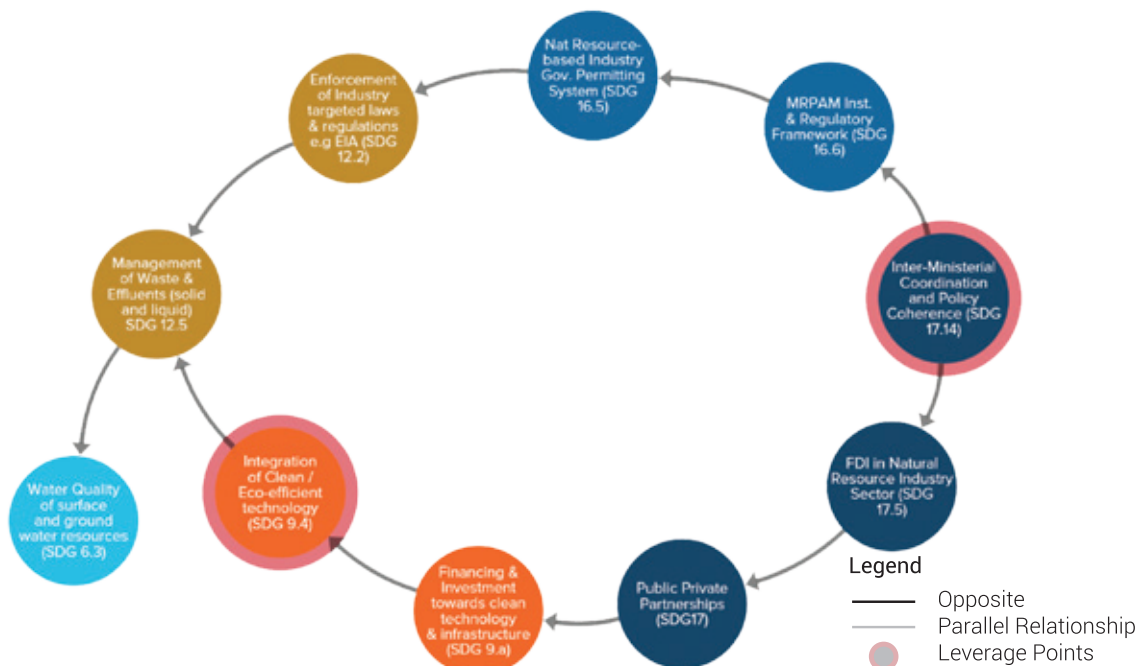 Nat Resource-
based Industry
Gov. Permitting
System (SDG
16.5)
Enforcement
of Industry
targeted laws
& regulations
e.g EIA (SDG
12.2)
MRPAM Inst.
& Regulatory
Framework (SDG
16.6)
Management
of Waste &
Effluents (solid
and liquid)
SDG 12.5
Inter-Ministerial
Coordination
and Policy
Coherence (SDG
17.14)
Water Quality
of surface
and ground
water resources
(SDG 6.3)
Integration
of Clean /
Eco-efficient
technology
(SDG 9.4)
FDI in Natural
Resource Industry
Sector (SDG
17.5)
Financing &
Investment
towards clean
technology
& infrastructure
(SDG 9.a)
Public Private
Partnerships
(SDG17)
Legend
Opposite
Parallel Relationship
Leverage Points